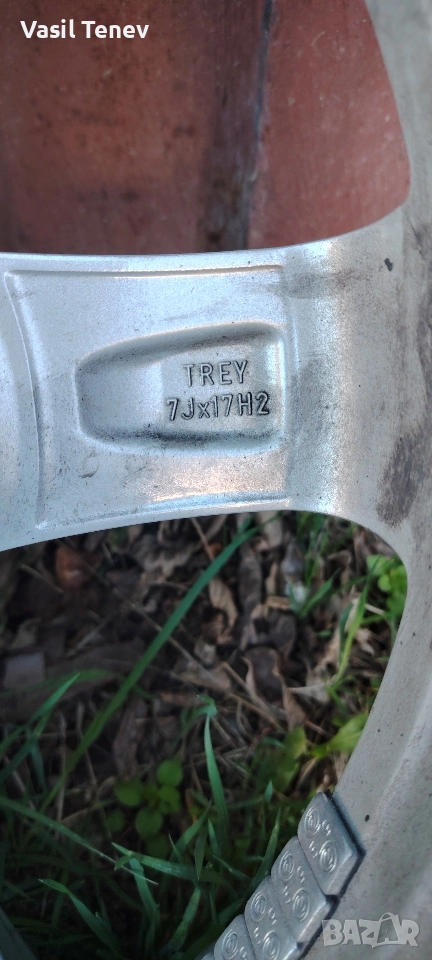 Vasil Tenev
TREY
7Jx17H2
BAZAR